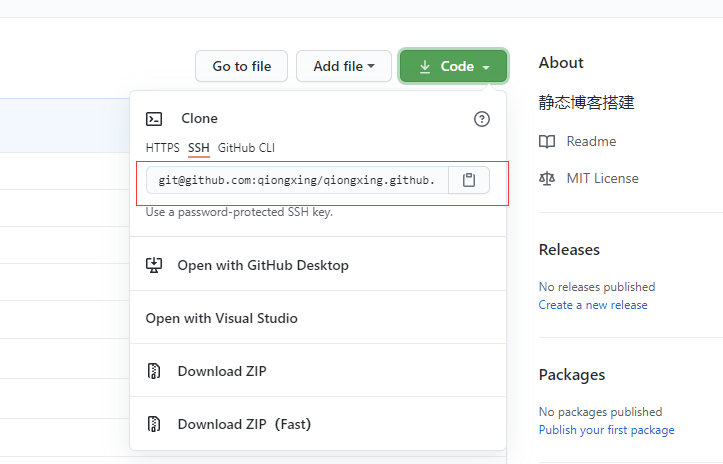 Go to file
Add file
Code
Clone
HTTPS SSH GitHub CLI
git@github.com:qiongxing/qiongxing.github.
Use a password-protected SSH key.
Open with GitHub Desktop
Open with Visual Studio
Download ZIP
Download ZIP（Fast）
About
静态博客搭建
Readme
MIT License
Releases
No releases published
Create a new release
Packages
No packages published
Publish your first package